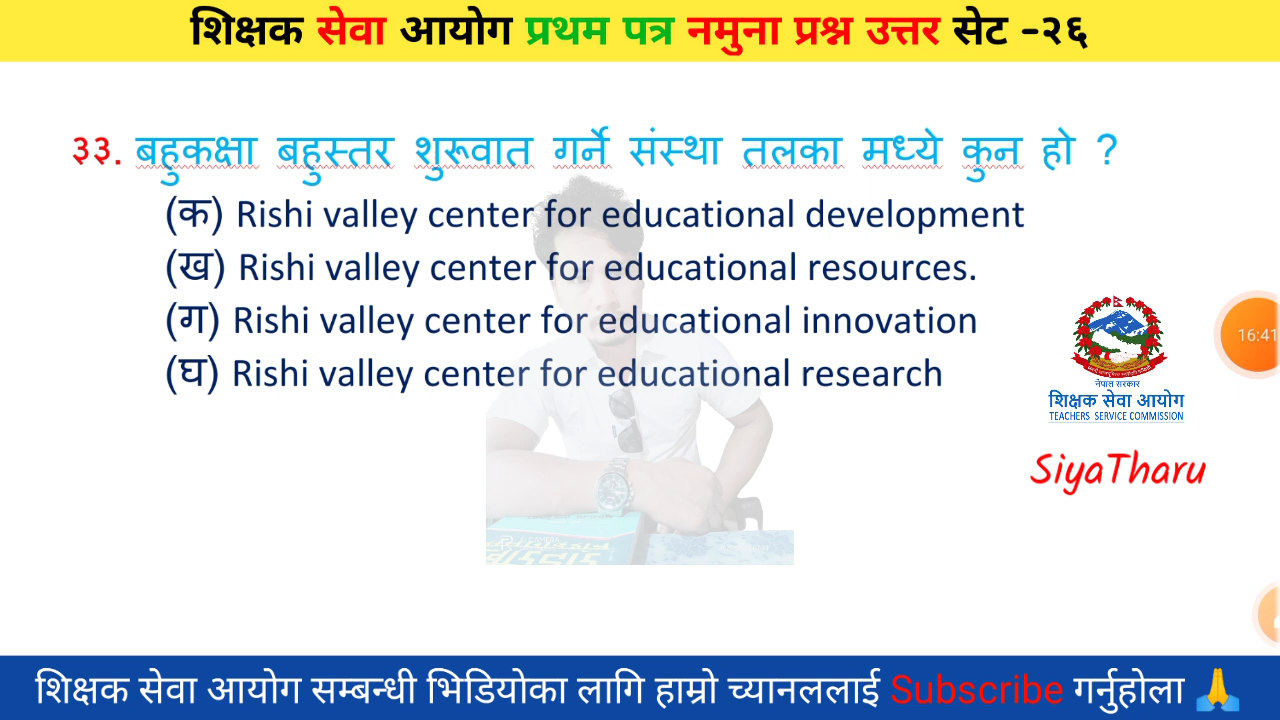 शिक्षक सेवा आयोग प्रथम पत्र नमुना प्रश्न उत्तर सेट -२६
३३. बहुकक्षा बहुस्तर शुरूवात गर्ने संस्था तलका मध्ये कुन हो ?
(क) Rishi valley center for educational development
(ख) Rishi valley center for educational resources.
(ग) Rishi valley center for educational innovation
(घ) Rishi valley center for educational research
16:41
नेपाल सरकार
शिक्षक सेवा आयोग
TEACHERS SERVICE COMMISSION
SiyaTharu
शिक्षक सेवा आयोग सम्बन्धी भिडियोका लागि हाम्रो च्यानललाई Subscribe गर्नुहोला 🙏